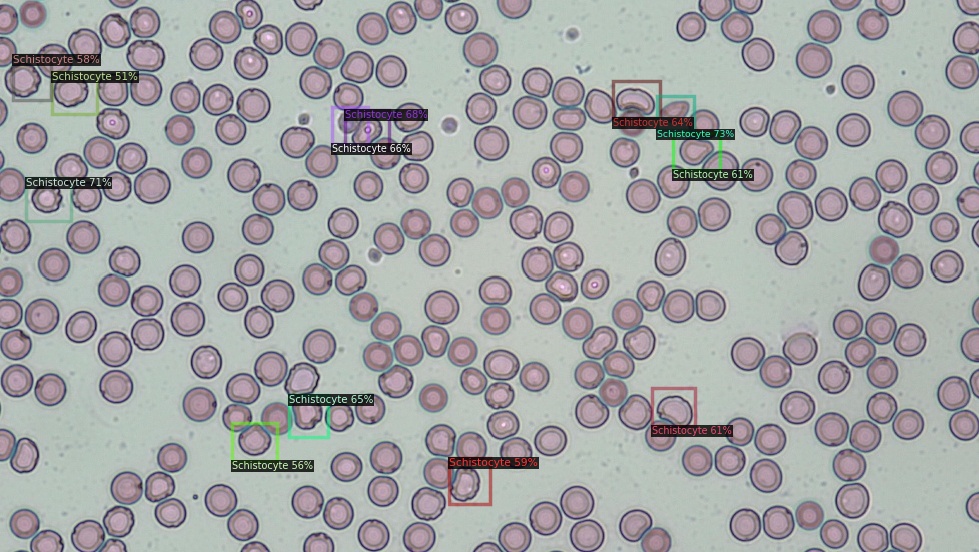 Schistocyte 58%
Schistocyte 51%
Schistocyte 68%
Schistocyte 64%
Schistocyte 73%
Schistocyte 66%
Schistocyte 61%
Schistocyte 71%
Schistocyte 65%
Schistocyte 61%
Schistocyte 56%
Schistocyte 59%